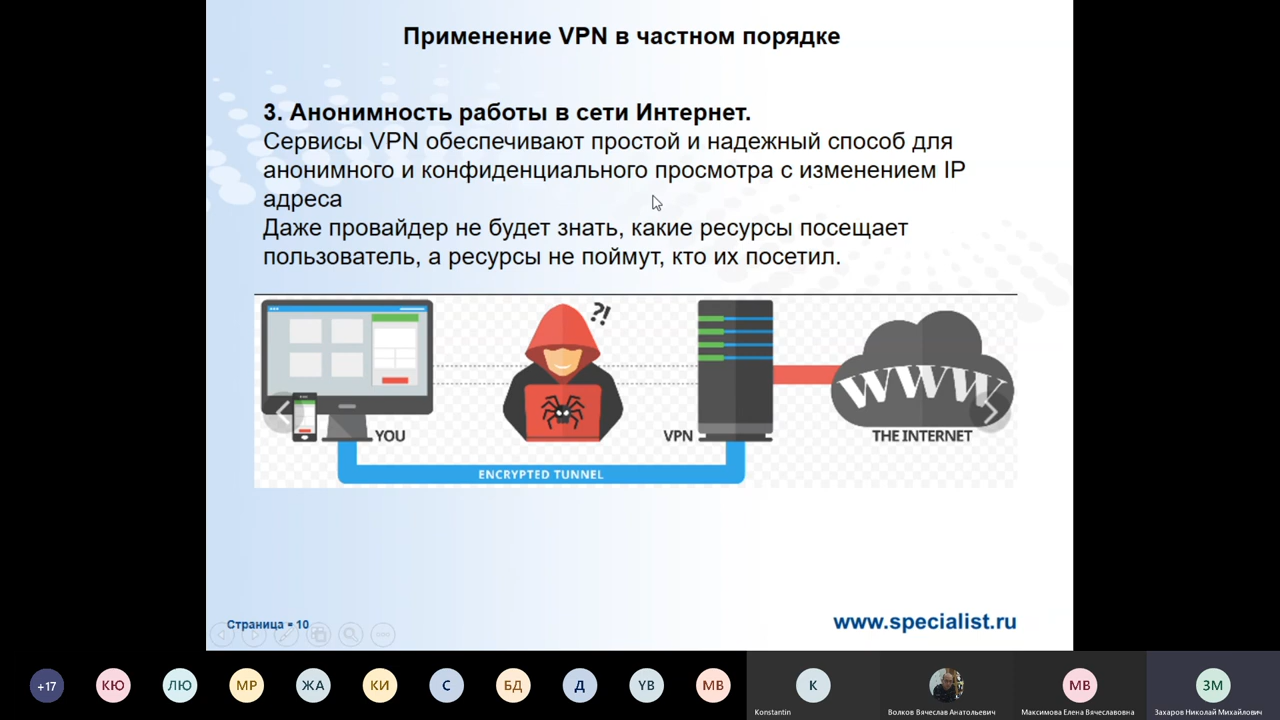 Применение VPN в частном порядке
3. Анонимность работы в сети Интернет.
Сервисы VPN обеспечивают простой и надежный способ для
анонимного и конфиденциального просмотра с изменением IP
адреса
Даже провайдер не будет знать, какие ресурсы посещает
пользователь, а ресурсы не поймут, кто их посетил.
?!
WWW
YOU
VPN
THE INTERNET
ENCRYPTED TUNNEL
Страница = 10
www.specialist.ru
+17
КЮ
ЛЮ
МР
ЖА
КИ
С
БД
Д
YB
МВ
K
МВ
ЗМ
Konstantin
Волков Вячеслав Анатольевич
Максимова Елена Вячеславовна
Захаров Николай Михайлович